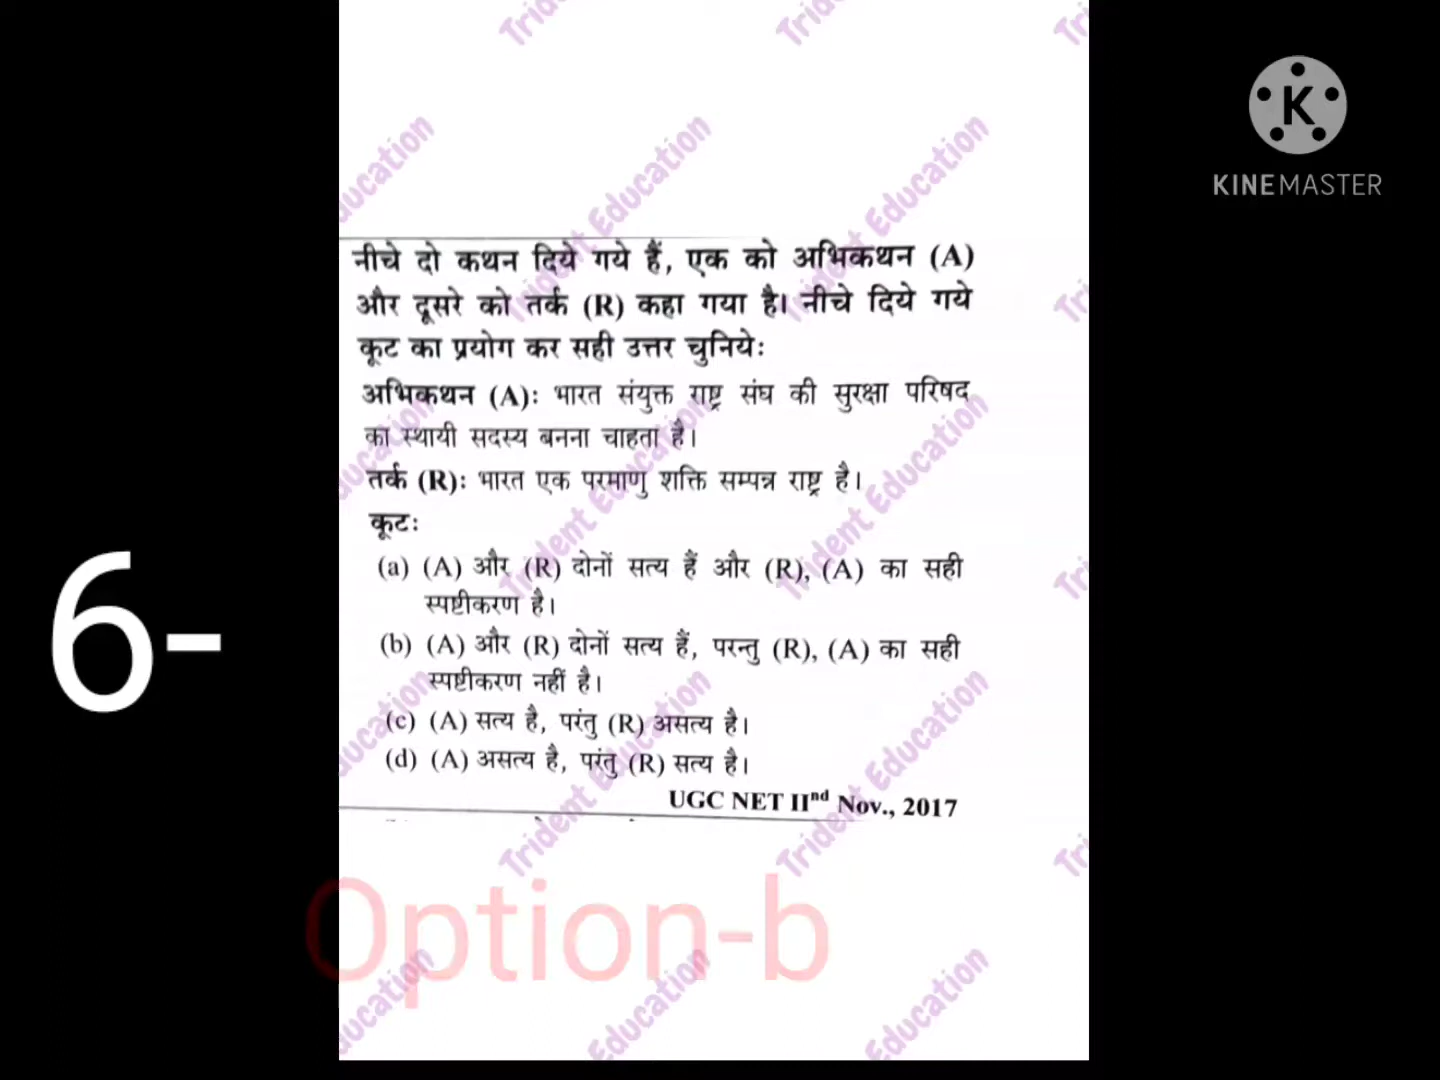 Trident Education
KINEMASTER
नीचे दो कथन दिये गये हैं, एक को अभिकथन (A)
और दूसरे को तर्क (R) कहा गया है। नीचे दिये गये
कूट का प्रयोग कर सही उत्तर चुनिये:
अभिकथन (A): भारत संयुक्त राष्ट्र संघ की सुरक्षा परिषद
का स्थायी सदस्य बनना चाहता है।
तर्क (R): भारत एक परमाणु शक्ति सम्पन्न राष्ट्र है।
कूट:
(a) (A) और (R) दोनों सत्य हैं और (R), (A) का सही
स्पष्टीकरण है।
6-
(b) (A) और (R) दोनों सत्य हैं, परन्तु (R), (A) का सही
स्पष्टीकरण नहीं है।
(c) (A) सत्य है, परंतु (R) असत्य है।
(d) (A) असत्य है, परंतु (R) सत्य है।
UGC NET IInd Nov., 2017
Option-b